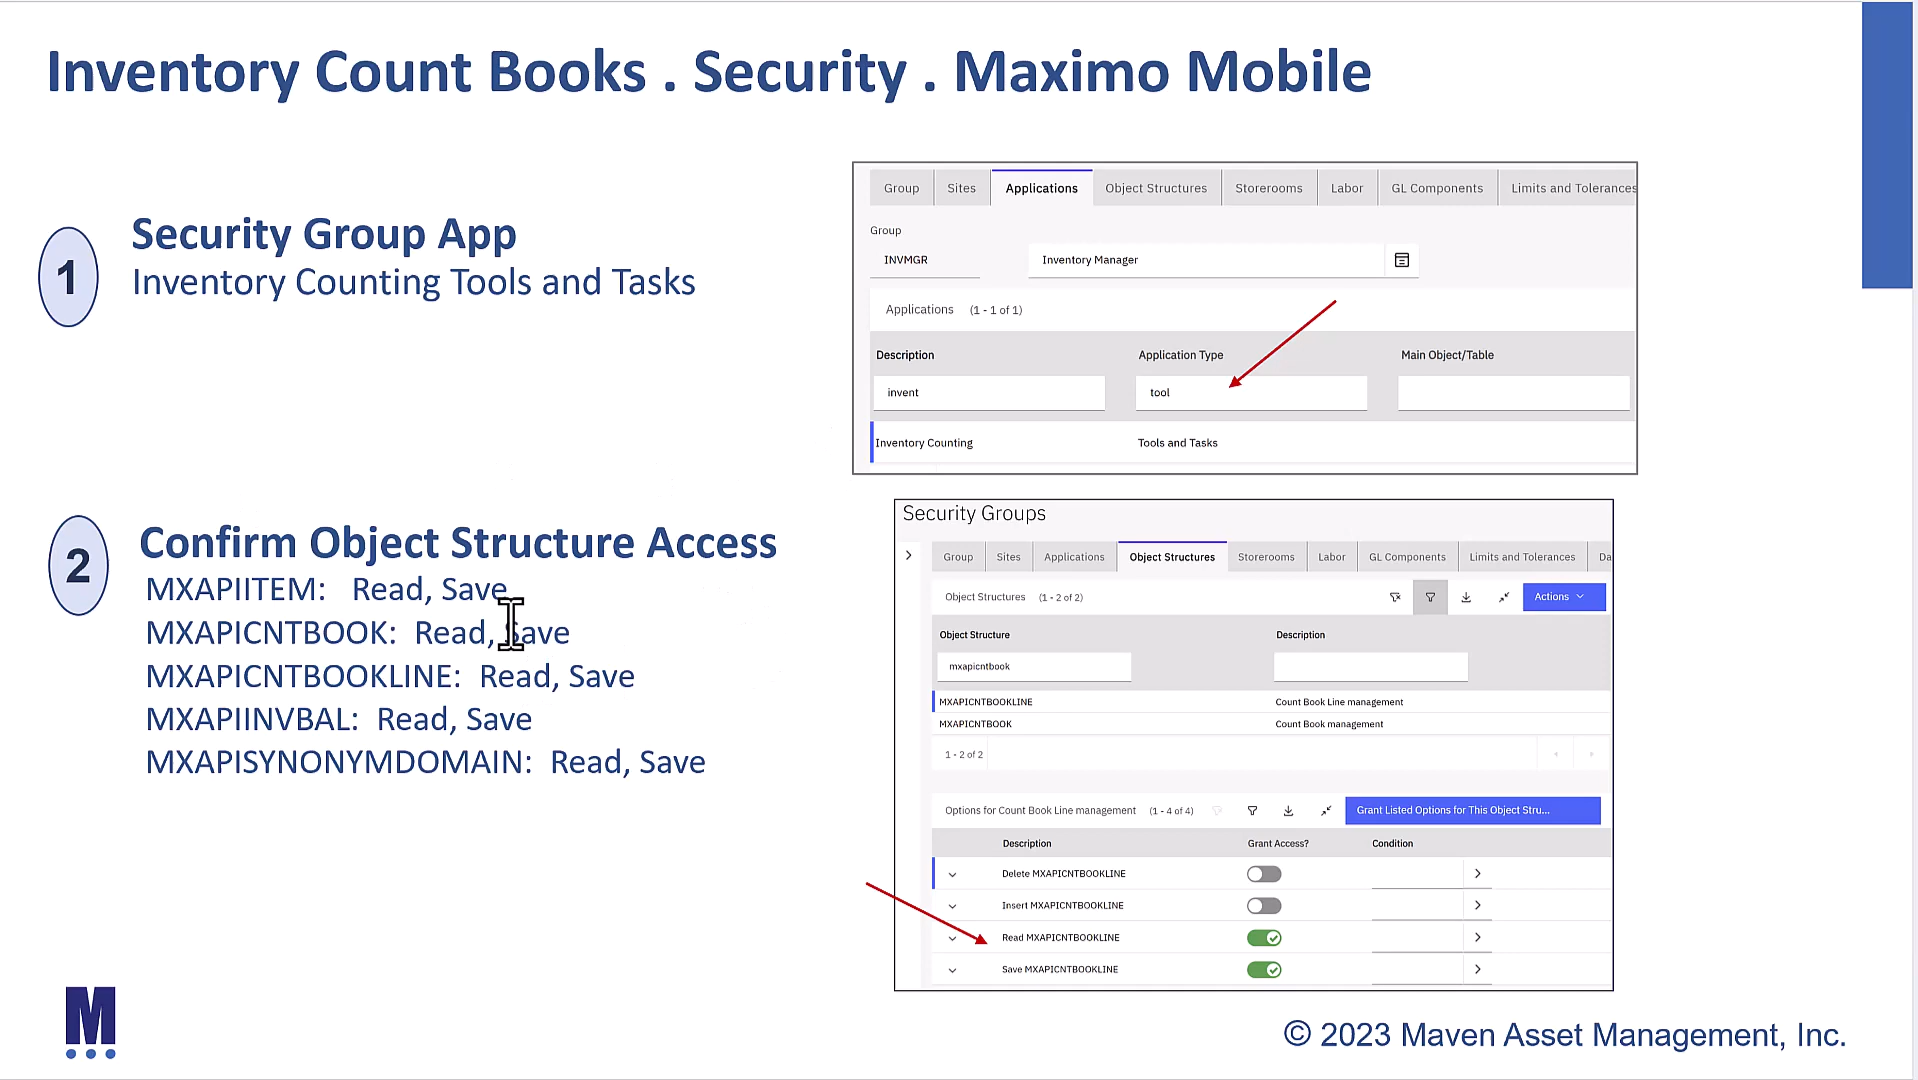 Inventory Count Books . Security . Maximo Mobile
1
Security Group App
Inventory Counting Tools and Tasks
Group Sites Applications Object Structures Storerooms Labor GL Components Limits and Tolerances
Group
INVMGR Inventory Manager
Applications (1 - 1 of 1)
Description Application Type Main Object/Table
invent tool
Inventory Counting Tools and Tasks
2
Confirm Object Structure Access
MXAPIITEM: Read, Save
MXAPICNTBOOK: Read, Save
MXAPICNTBOOKLINE: Read, Save
MXAPIINVBAL: Read, Save
MXAPISYNONYMDOMAIN: Read, Save
Security Groups
Group Sites Applications Object Structures Storerooms Labor GL Components Limits and Tolerances Da
Object Structures (1 - 2 of 2) Actions
Object Structure Description
mxapicntbook
MXAPICNTBOOKLINE Count Book Line management
MXAPICNTBOOK Count Book management
1 - 2 of 2
Options for Count Book Line management (1 - 4 of 4) Grant Listed Options for This Object Stru...
Description Grant Access? Condition
Delete MXAPICNTBOOKLINE
Insert MXAPICNTBOOKLINE
Read MXAPICNTBOOKLINE
Save MXAPICNTBOOKLINE
M
© 2023 Maven Asset Management, Inc.